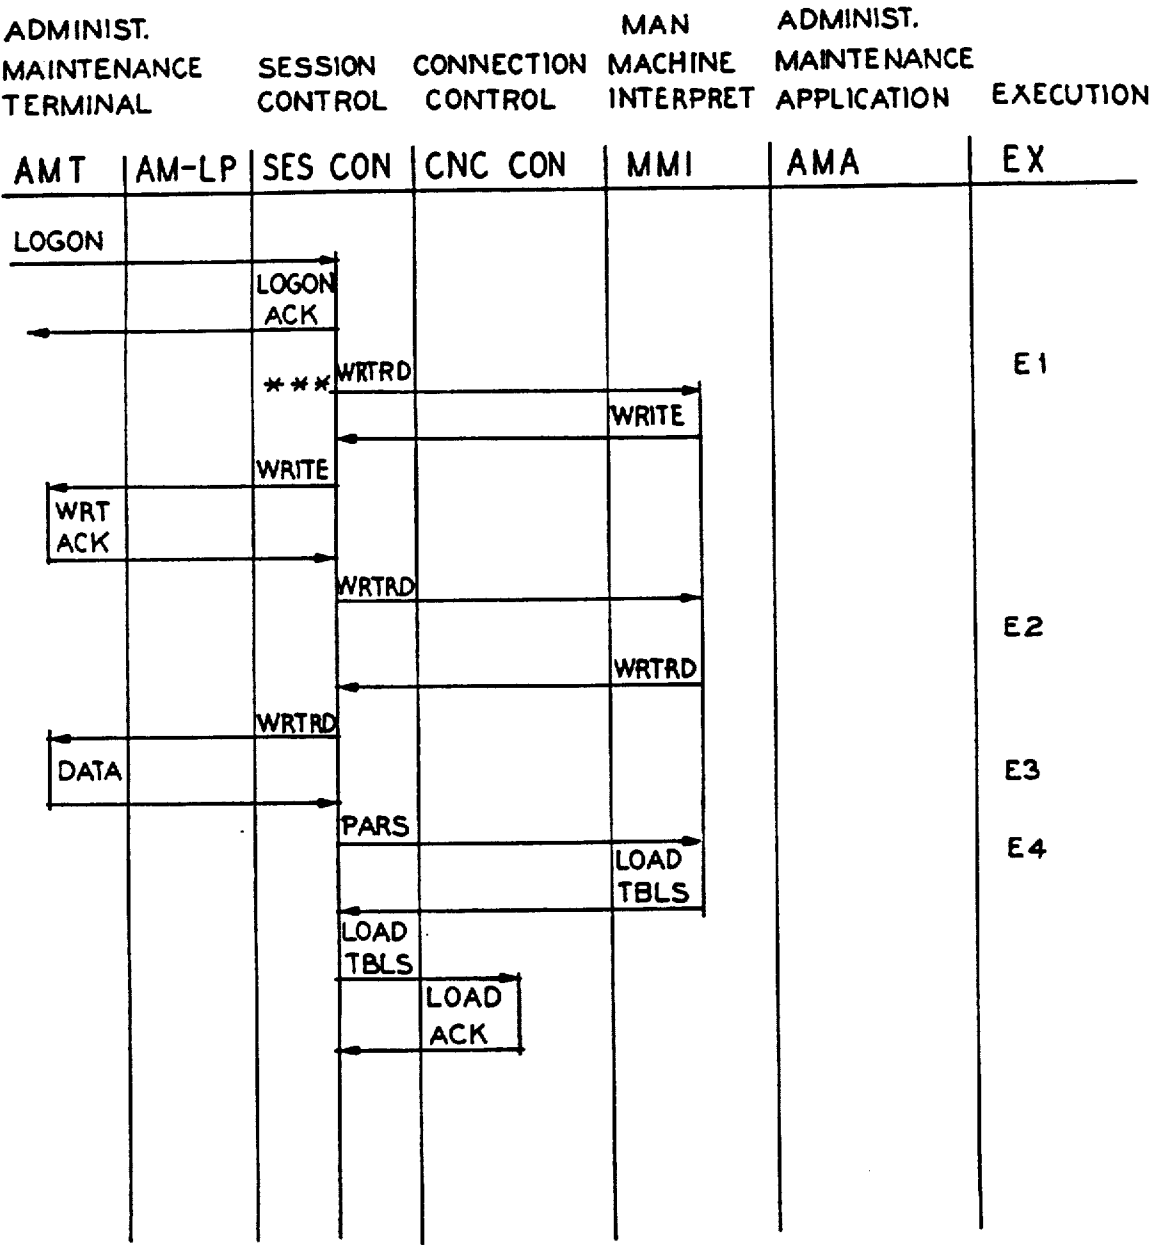 ADMINIST.
MAINTENANCE
TERMINAL
SESSION
CONTROL
CONNECTION
CONTROL
MAN
MACHINE
INTERPRET
ADMINIST.
MAINTENANCE
APPLICATION
EXECUTION
AMT AM-LP SES CON CNC CON MMI AMA EX
LOGON
LOGON
ACK
E1
*** WRTRD
WRITE
WRITE
WRT
ACK
WRTRD
E2
WRTRD
WRTRD
DATA
E3
PARS
E4
LOAD
TBLS
LOAD
TBLS
LOAD
ACK